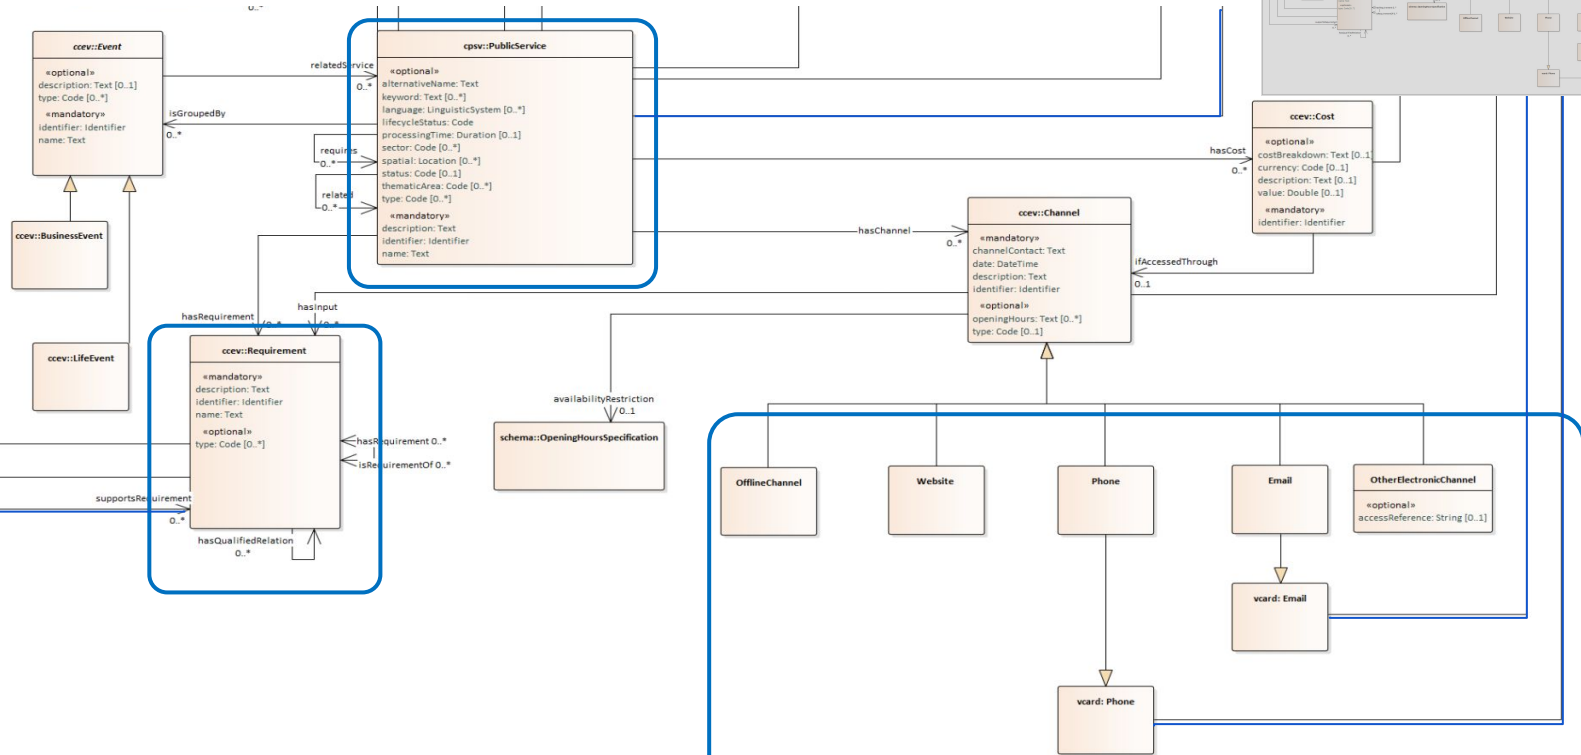 0..*
ccev::Event
«optional»
description: Text [0..1]
type: Code [0..*]
«mandatory»
identifier: Identifier
name: Text
relatedService
0..*
isGroupedBy
0..*
requires
0..*
related
0..*
cpsv::PublicService
«optional»
alternativeName: Text
keyword: Text [0..*]
language: LinguisticSystem [0..*]
lifecycleStatus: Code
processingTime: Duration [0..1]
sector: Code [0..*]
spatial: Location [0..*]
status: Code [0..1]
thematicArea: Code [0..*]
type: Code [0..*]
«mandatory»
description: Text
identifier: Identifier
name: Text
hasCost
0..*
ccev::Cost
«optional»
costBreakdown: Text [0..1]
currency: Code [0..1]
description: Text [0..1]
value: Double [0..1]
«mandatory»
identifier: Identifier
ccev::BusinessEvent
ccev::LifeEvent
hasChannel
0..*
ccev::Channel
«mandatory»
channelContact: Text
date: DateTime
description: Text
identifier: Identifier
«optional»
openingHours: Text [0..*]
type: Code [0..1]
ifAccessedThrough
0..1
hasRequirement
0..*
hasInput
0..*
ccev::Requirement
«mandatory»
description: Text
identifier: Identifier
name: Text
«optional»
type: Code [0..*]
hasRequirement 0..*
isRequirementOf 0..*
supportsRequirement
0..*
hasQualifiedRelation
0..*
availabilityRestriction
0..1
schema::OpeningHoursSpecification
OfflineChannel
Website
Phone
Email
OtherElectronicChannel
«optional»
accessReference: String [0..1]
vcard: Email
vcard: Phone